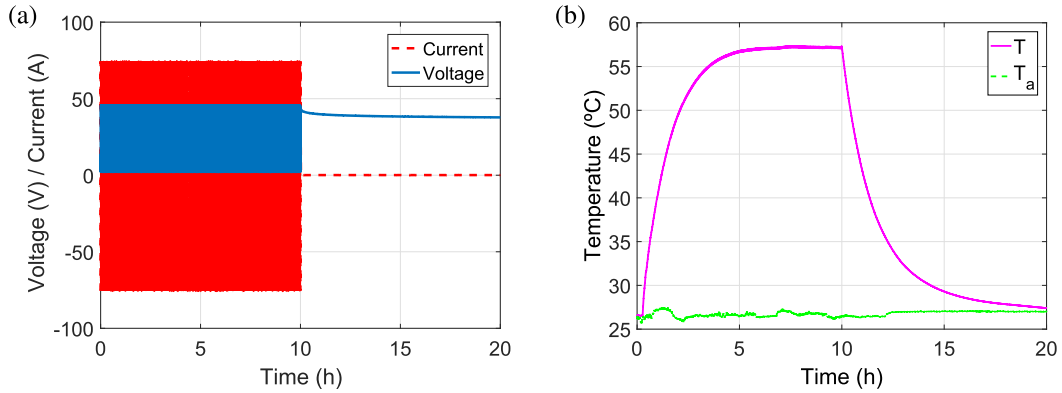 (a)
Voltage (V) / Current (A)
100
50
0
-50
-100
Current
Voltage
0 5 10 15 20
Time (h)
(b)
Temperature (ºC)
60
55
50
45
40
35
30
25
T
Ta
0 5 10 15 20
Time (h)